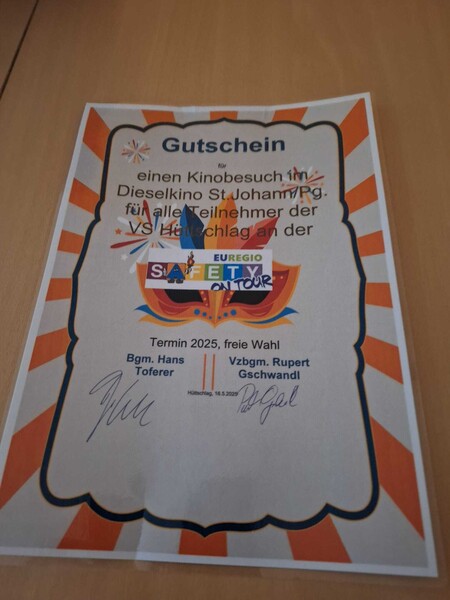 Gutschein
für
einen Kinobesuch im
Dieselkino St.Johann/Pg.
für alle Teilnehmer der
VS Hüttschlag an der
EUREGIO
SAFETY
ON TOUR
Termin 2025, freie Wahl
Bgm. Hans
Toferer
Vzbgm. Rupert
Gschwandl
Hüttschlag,